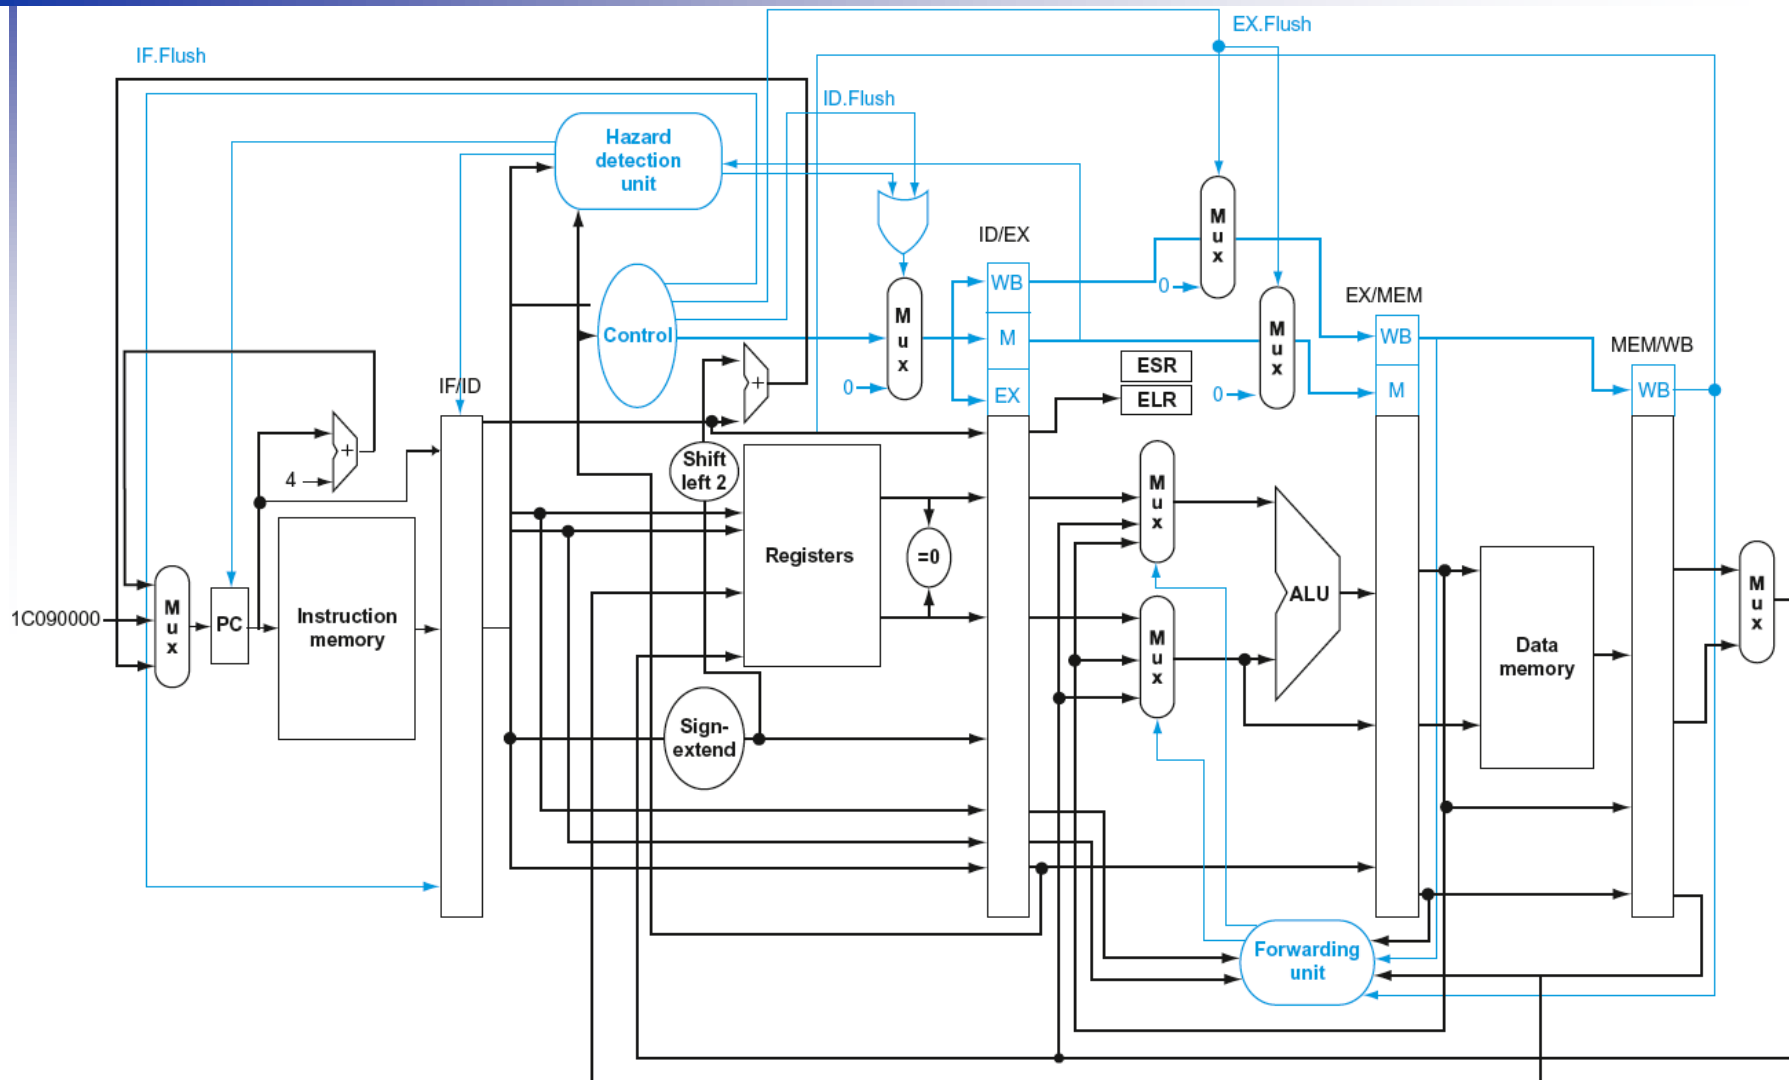 EX.Flush
IF.Flush
ID.Flush
Hazard
detection
unit
M
u
x
ID/EX
WB
0
EX/MEM
Control
M
u
x
M
M
u
x
WB
MEM/WB
ESR
IF/ID
0
EX
ELR
0
M
WB
+
+
4
Shift
left 2
M
u
x
Registers
=0
1C090000
M
u
x
PC
Instruction
memory
ALU
M
u
x
M
u
x
Data
memory
Sign-
extend
Forwarding
unit